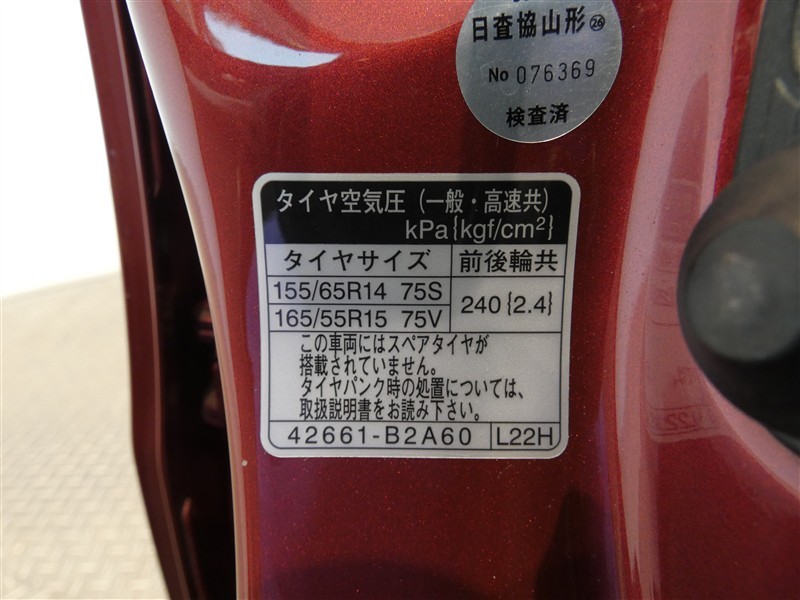 日査協山形㉖
No 076369
検査済
タイヤ空気圧（一般・高速共）
kPa{kgf/cm²}
タイヤサイズ 前後輪共
155/65R14 75S 240{2.4}
165/55R15 75V
この車両にはスペアタイヤが
搭載されていません。
タイヤパンク時の処置については、
取扱説明書をお読み下さい。
42661-B2A60 L22H